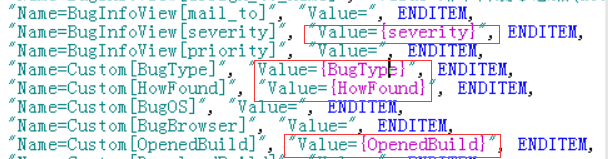 "Name=BugInfoView[mail_to]", "Value=", ENDITEM,
"Name=BugInfoView[severity]", "Value={severity}", ENDITEM,
"Name=BugInfoView[priority]", "Value=", ENDITEM,
"Name=Custom[BugType]", "Value={BugType}", ENDITEM,
"Name=Custom[HowFound]", "Value={HowFound}", ENDITEM,
"Name=Custom[BugOS]", "Value=", ENDITEM,
"Name=Custom[BugBrowser]", "Value=", ENDITEM,
"Name=Custom[OpenedBuild]", "Value={OpenedBuild}", ENDITEM,